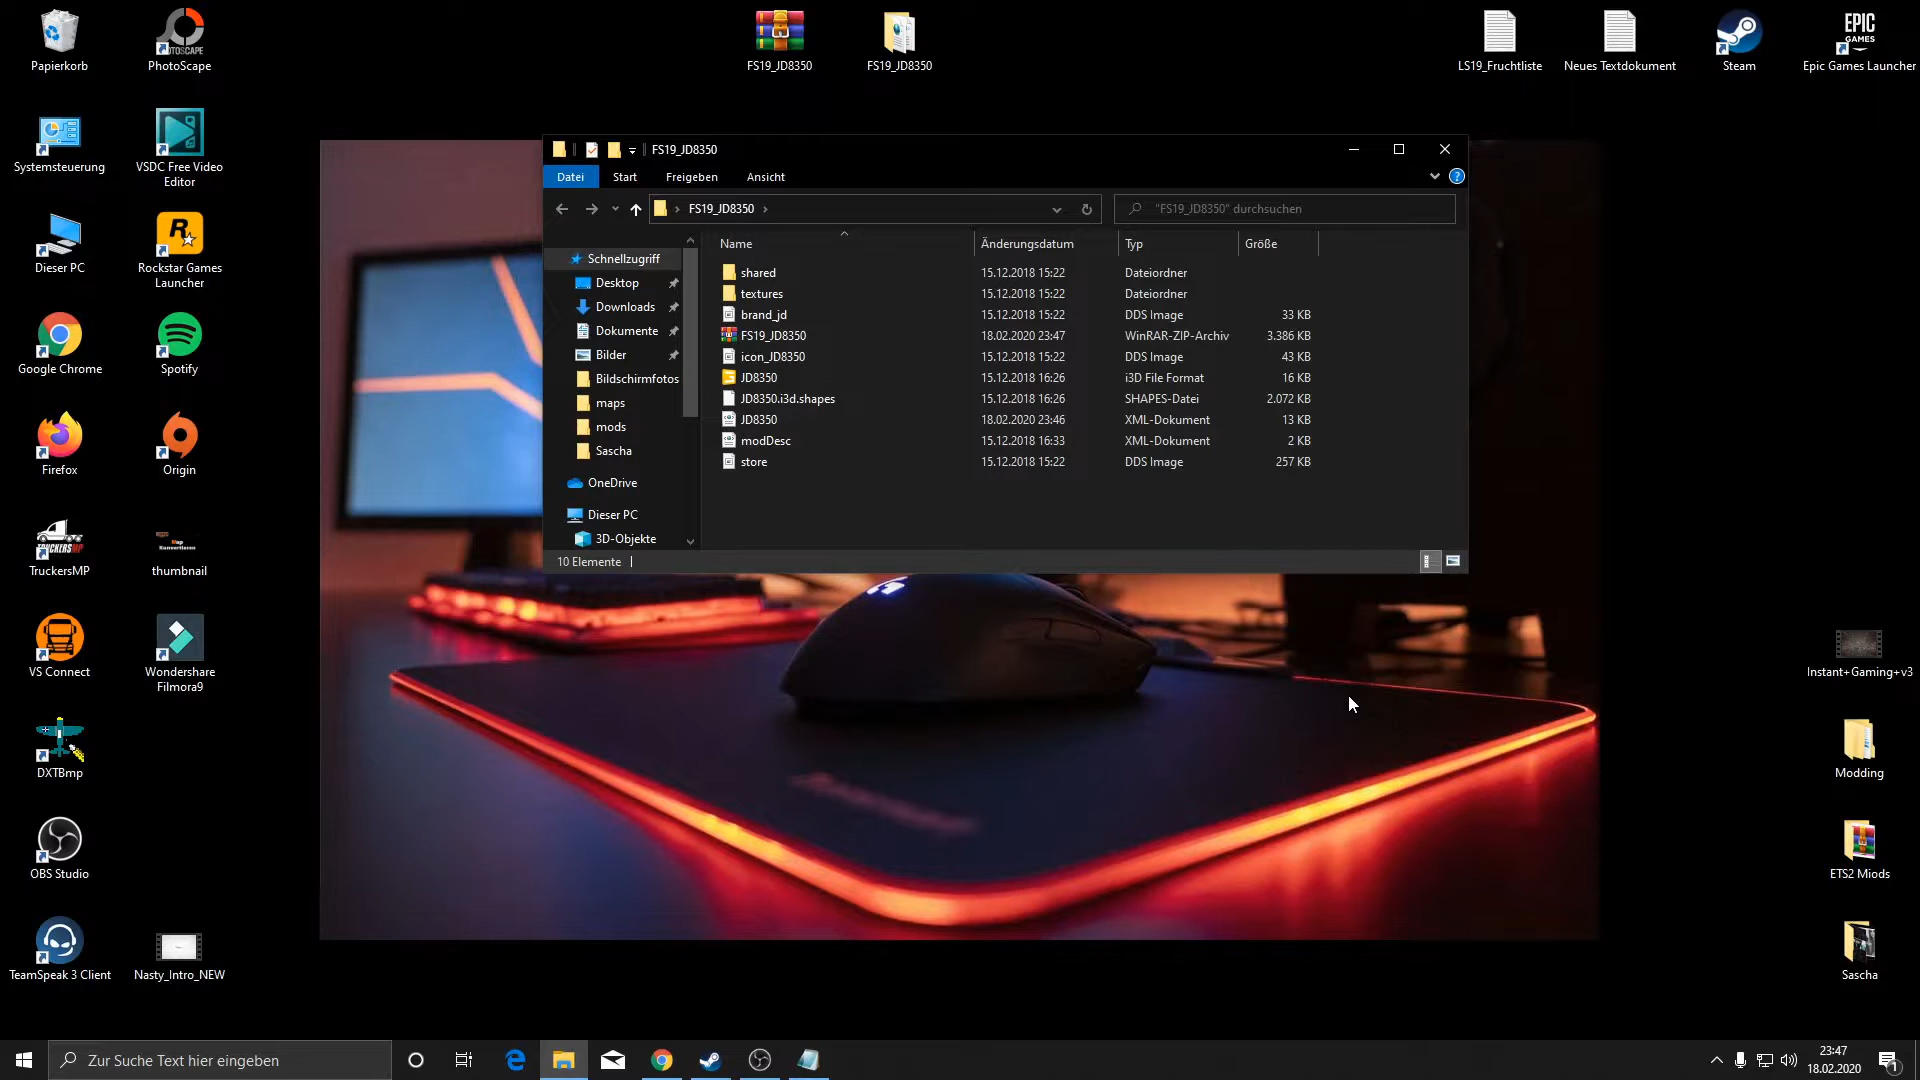 Papierkorb
PHOTOSCAPE
PhotoScape
FS19_JD8350
FS19_JD8350
LS19_Fruchtliste
Neues Textdokument
Steam
EPIC
GAMES
Epic Games Launcher
Systemsteuerung
VSDC Free Video
Editor
Dieser PC
Rockstar Games
Launcher
Google Chrome
Spotify
Firefox
Origin
TRUCKERSMP
TruckersMP
Map
Konvertieren
thumbnail
VS Connect
Wondershare
Filmora9
DXTBmp
OBS Studio
TeamSpeak 3 Client
Nasty_Intro_NEW
FS19_JD8350
Datei Start Freigeben Ansicht
FS19_JD8350
"FS19_JD8350" durchsuchen
Name Änderungsdatum Typ Größe
Schnellzugriff
Desktop
Downloads
Dokumente
Bilder
Bildschirmfotos
maps
mods
Sascha
OneDrive
Dieser PC
3D-Objekte
shared 15.12.2018 15:22 Dateiordner
textures 15.12.2018 15:22 Dateiordner
brand_jd 15.12.2018 15:22 DDS Image 33 KB
FS19_JD8350 18.02.2020 23:47 WinRAR-ZIP-Archiv 3.386 KB
icon_JD8350 15.12.2018 15:22 DDS Image 43 KB
JD8350 15.12.2018 16:26 i3D File Format 16 KB
JD8350.i3d.shapes 15.12.2018 16:26 SHAPES-Datei 2.072 KB
JD8350 18.02.2020 23:46 XML-Dokument 13 KB
modDesc 15.12.2018 16:33 XML-Dokument 2 KB
store 15.12.2018 15:22 DDS Image 257 KB
10 Elemente
Instant+Gaming+v3
Modding
ETS2 Miods
Sascha
Zur Suche Text hier eingeben
23:47
18.02.2020
1